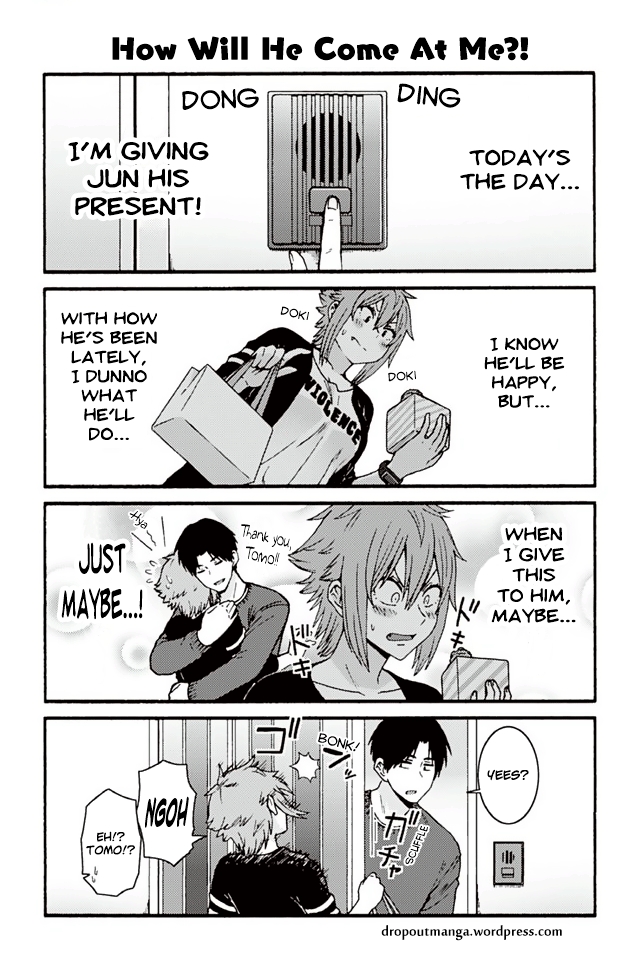 How Will He Come At Me?!
DING
DONG
TODAY'S
THE DAY...
I'M GIVING
JUN HIS
PRESENT!
I KNOW
HE'LL BE
HAPPY,
BUT...
DOKI
DOKI
VIOLENCE
WITH HOW
HE'S BEEN
LATELY,
I DUNNO
WHAT
HE'LL
DO...
WHEN
I GIVE
THIS
TO HIM,
MAYBE...
ドキ
ドキ
Thank you,
Tomo!!
Hya
JUST
MAYBE...!
YEES?
ガチャ
SCUFFLE
BONK!
ゴン
NGOH
EH!?
TOMO!?
dropoutmanga.wordpress.com